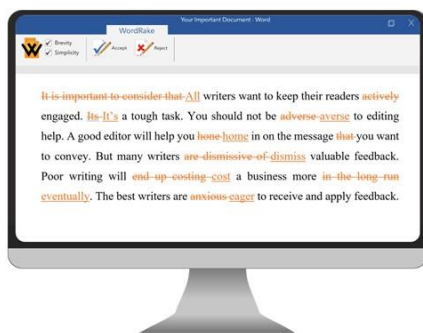 Your Important Document - Word
WordRake
W
Brevity
Simplicity
Accept
Reject
It is important to consider that All writers want to keep their readers actively
engaged. Its It's a tough task. You should not be adverse averse to editing
help. A good editor will help you hone home in on the message that you want
to convey. But many writers are dismissive of dismiss valuable feedback.
Poor writing will end up costing cost a business more in the long run
eventually. The best writers are anxious eager to receive and apply feedback.